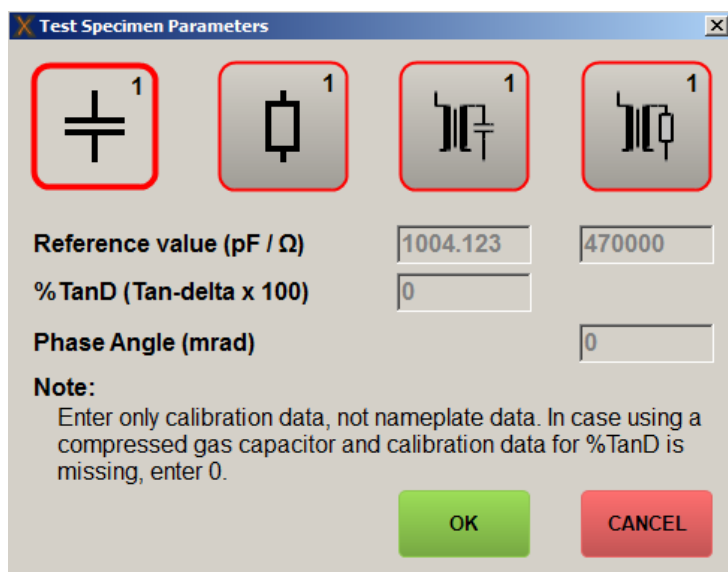 Test Specimen Parameters
1 1 1 1
Reference value (pF / Ω) 1004.123 470000
%TanD (Tan-delta x 100) 0
Phase Angle (mrad) 0
Note:
Enter only calibration data, not nameplate data. In case using a
compressed gas capacitor and calibration data for %TanD is
missing, enter 0.
OK CANCEL